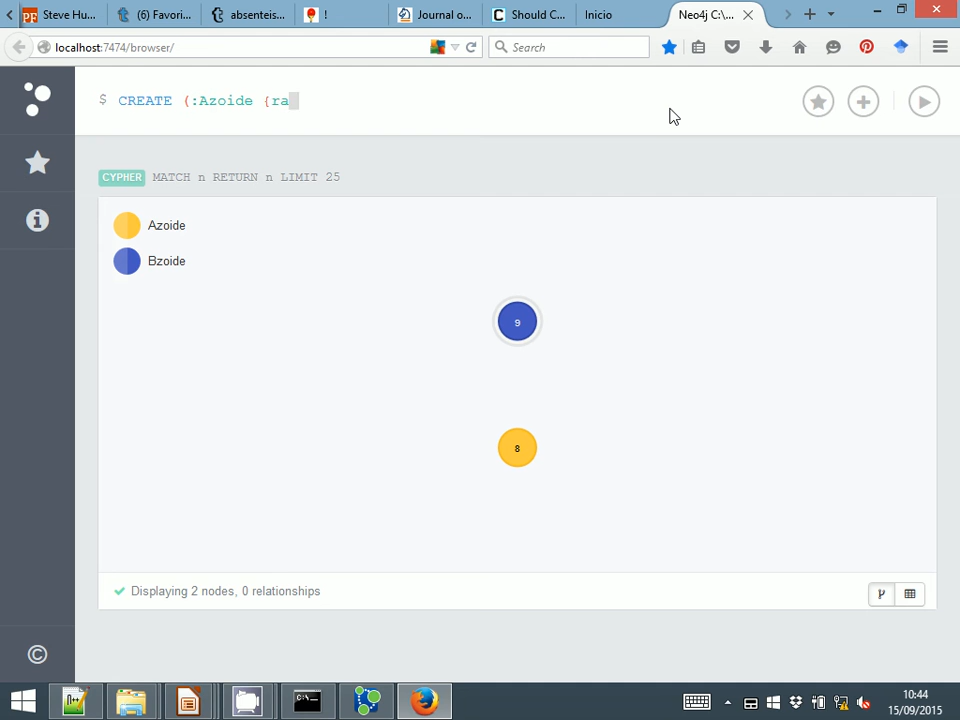 Steve Hu...
(6) Favori...
absenteis...
!
Journal o...
Should C...
Inicio
Neo4j C:\...
localhost:7474/browser/
Search
$ CREATE (:Azoide {ra
CYPHER MATCH n RETURN n LIMIT 25
Azoide
Bzoide
9
8
Displaying 2 nodes, 0 relationships
10:44
15/09/2015